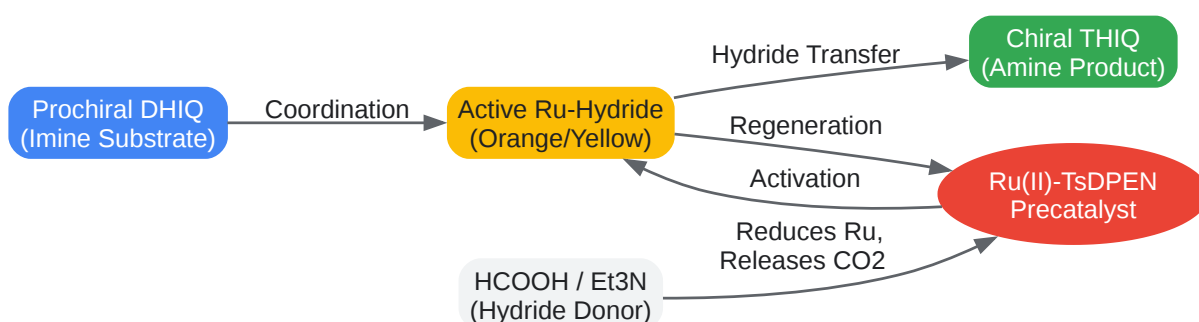 Prochiral DHIQ
(Imine Substrate)
Coordination
Active Ru-Hydride
(Orange/Yellow)
Hydride Transfer
Chiral THIQ
(Amine Product)
Regeneration
Activation
Ru(II)-TsDPEN
Precatalyst
Reduces Ru,
Releases CO2
HCOOH / Et3N
(Hydride Donor)